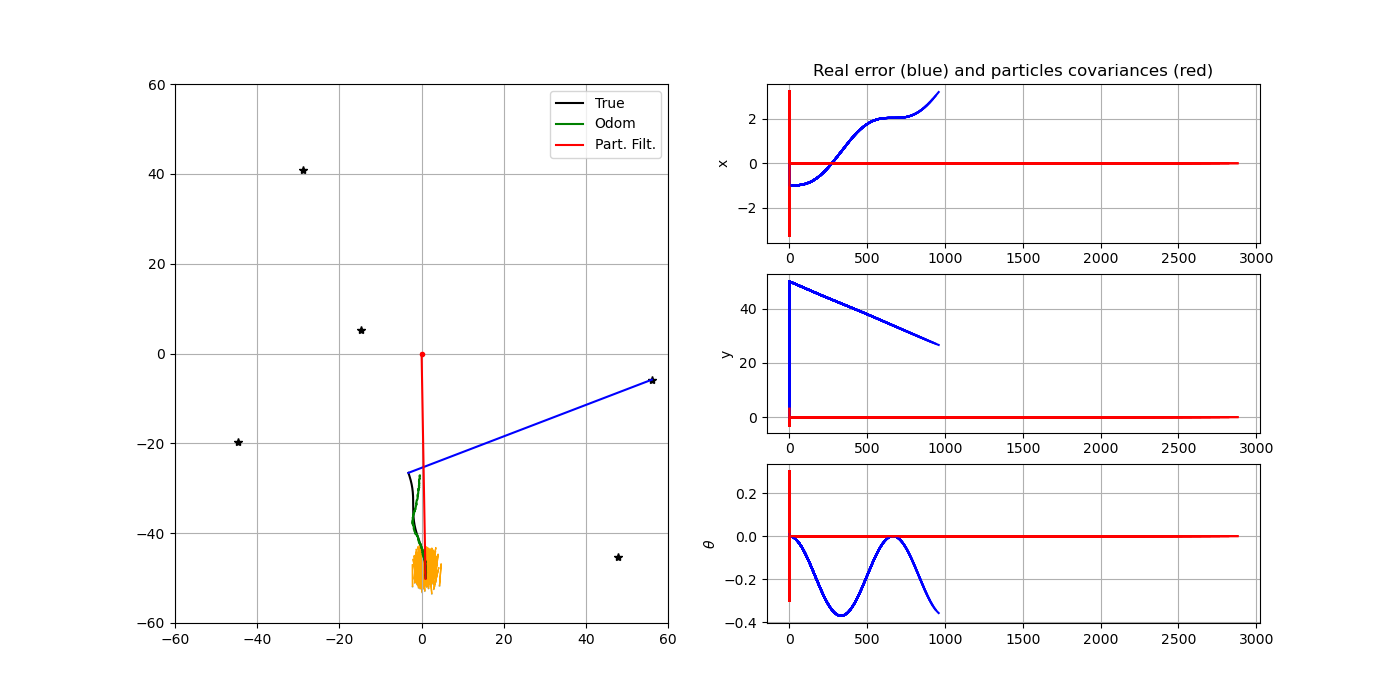 60
40
20
0
−20
−40
−60
−60 −40 −20 0 20 40 60
True
Odom
Part. Filt.
Real error (blue) and particles covariances (red)
x
2
0
−2
0 500 1000 1500 2000 2500 3000
y
40
20
0
0 500 1000 1500 2000 2500 3000
θ
0.2
0.0
−0.2
−0.4
0 500 1000 1500 2000 2500 3000